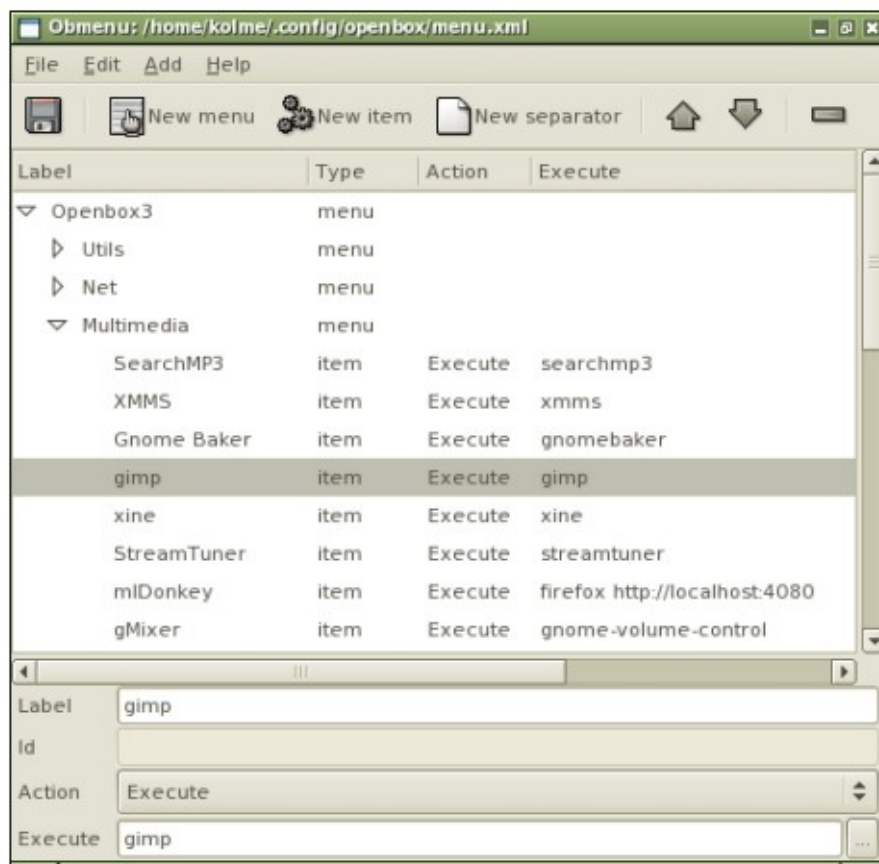 Obmenu: /home/kolme/.config/openbox/menu.xml
File Edit Add Help
New menu New item New separator
Label Type Action Execute
Openbox3 menu
Utils menu
Net menu
Multimedia menu
SearchMP3 item Execute searchmp3
XMMS item Execute xmms
Gnome Baker item Execute gnomebaker
gimp item Execute gimp
xine item Execute xine
StreamTuner item Execute streamtuner
mlDonkey item Execute firefox http://localhost:4080
gMixer item Execute gnome-volume-control
Label gimp
Id
Action Execute
Execute gimp ...